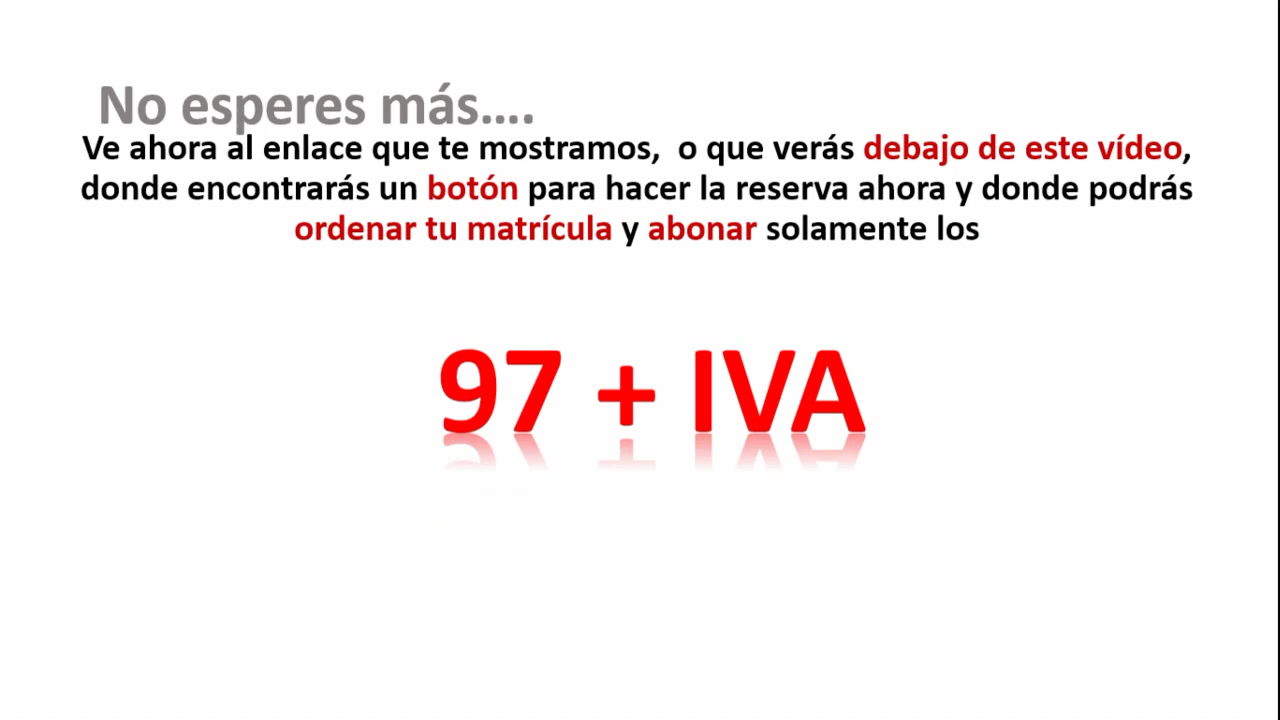 No esperes más....
Ve ahora al enlace que te mostramos,  o que verás debajo de este vídeo,
donde encontrarás un botón para hacer la reserva ahora y donde podrás
ordenar tu matrícula y abonar solamente los
97 + IVA